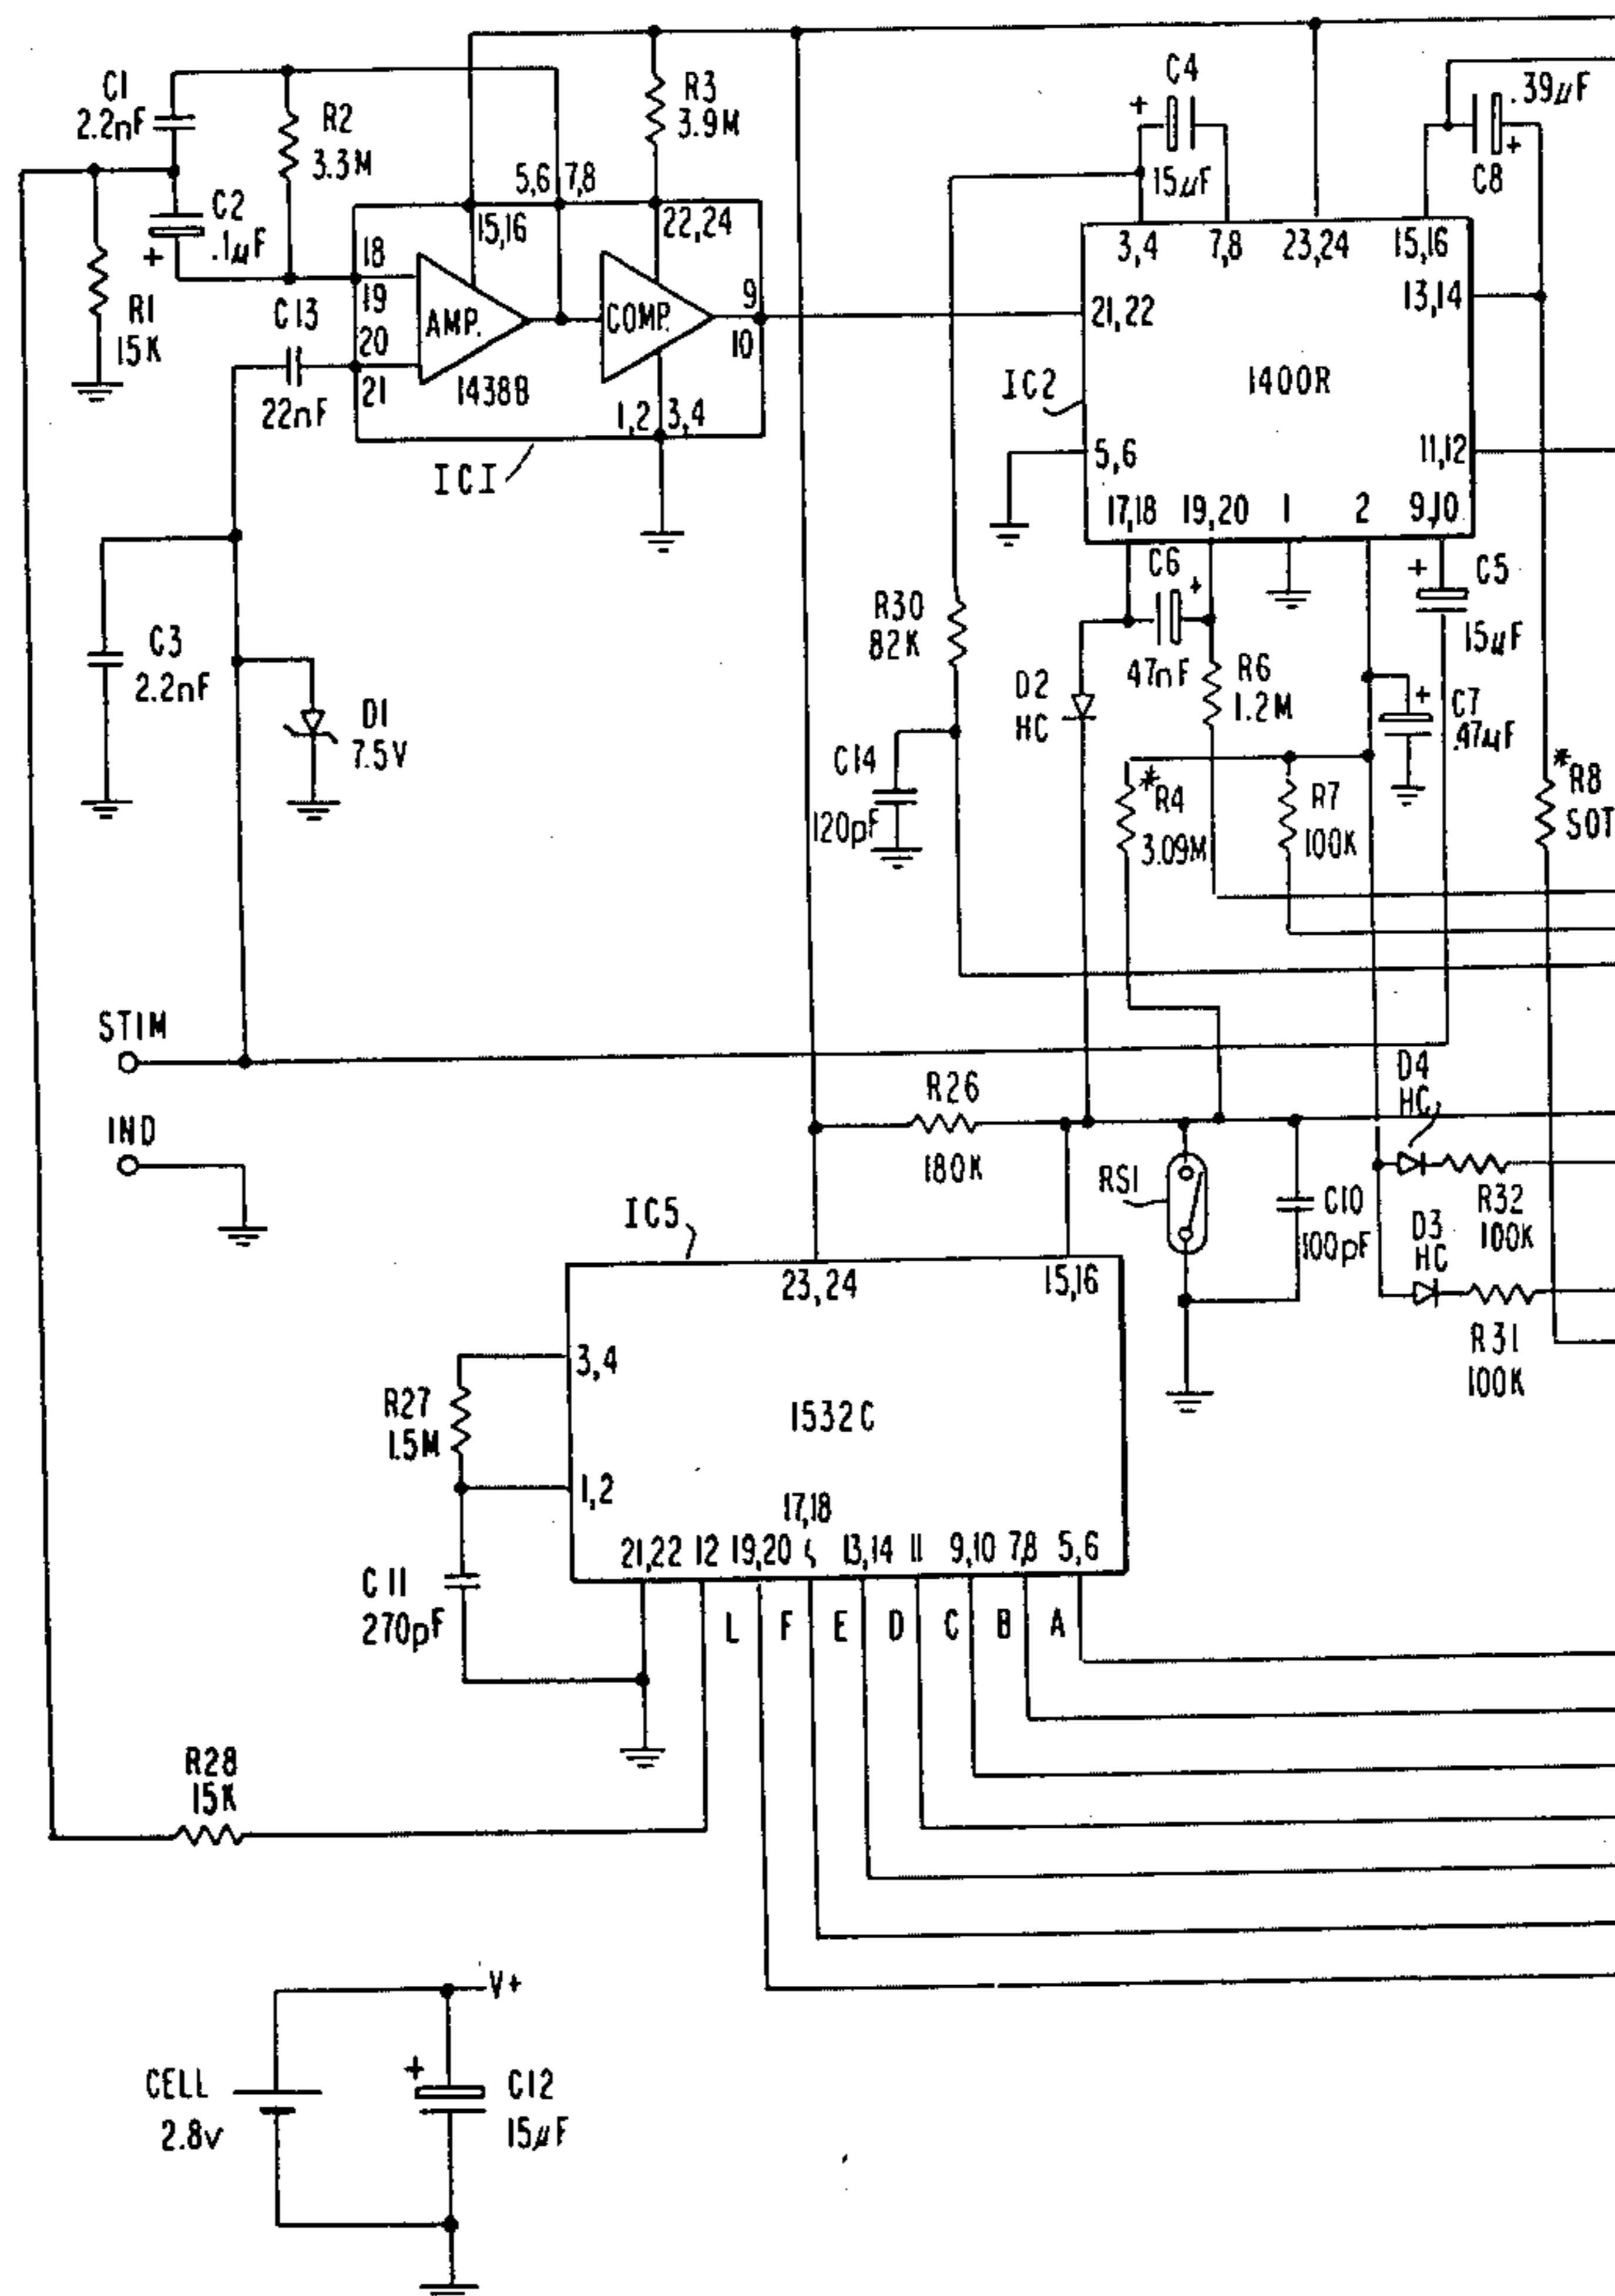 C1
2.2nF
R2
3.3M
R3
3.9M
C4
15µF
.39µF
C8
C2
.1µF
R1
15K
C13
22nF
5,6
7,8
15,16
22,24
18
19
20
21
AMP.
COMP.
1438B
9
10
1,2
3,4
IC1
3,4
7,8
23,24
15,16
21,22
13,14
1400R
IC2
5,6
11,12
17,18
19,20
1
2
9,10
C3
2.2nF
D1
7.5V
R30
82K
C14
120pF
D2
HC
C6
47nF
R6
1.2M
C5
15µF
C7
.47µF
*R4
3.09M
R7
100K
*R8
SOT
STIM
IND
R26
180K
RS1
C10
100pF
D4
HC
R32
100K
D3
HC
R31
100K
IC5
23,24
15,16
3,4
1532C
R27
1.5M
1,2
17,18
21,22
12
19,20
13,14
11
9,10
7,8
5,6
C11
270pF
L
F
E
D
C
B
A
R28
15K
V+
CELL
2.8v
C12
15µF